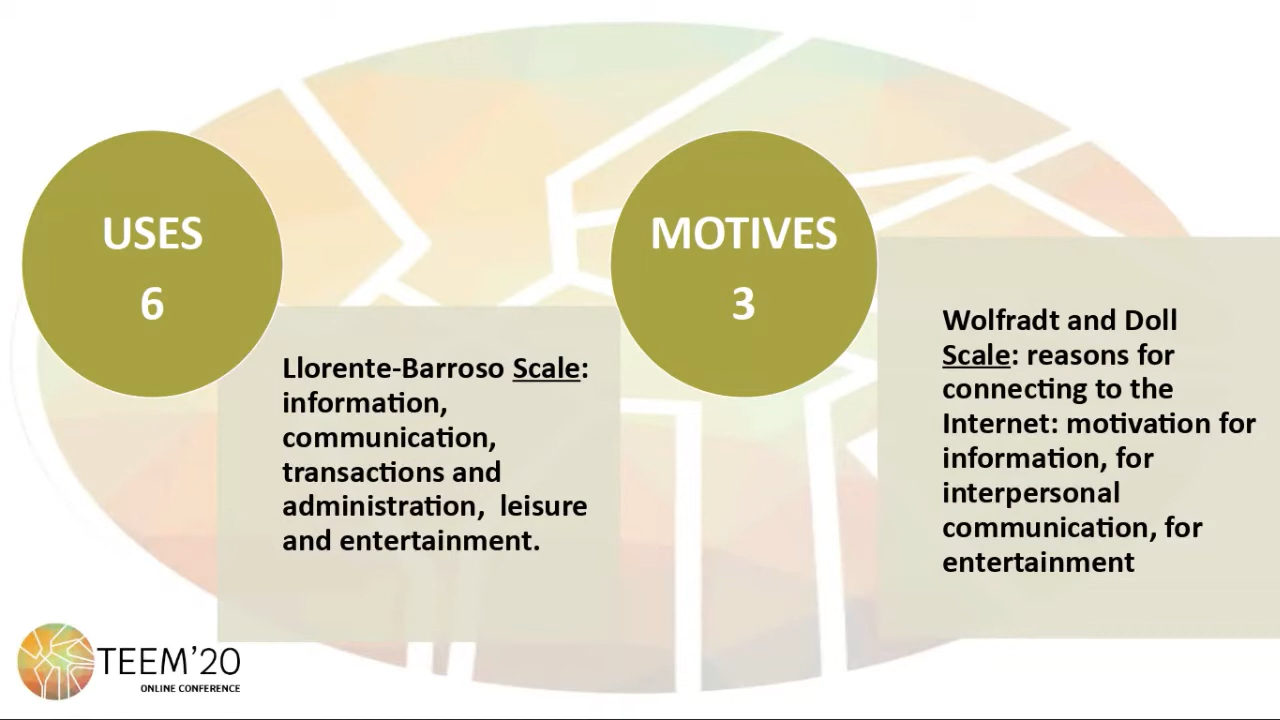 USES
6
Llorente-Barroso Scale:
information,
communication,
transactions and
administration, leisure
and entertainment.
MOTIVES
3
Wolfradt and Doll
Scale: reasons for
connecting to the
Internet: motivation for
information, for
interpersonal
communication, for
entertainment
TEEM'20
ONLINE CONFERENCE